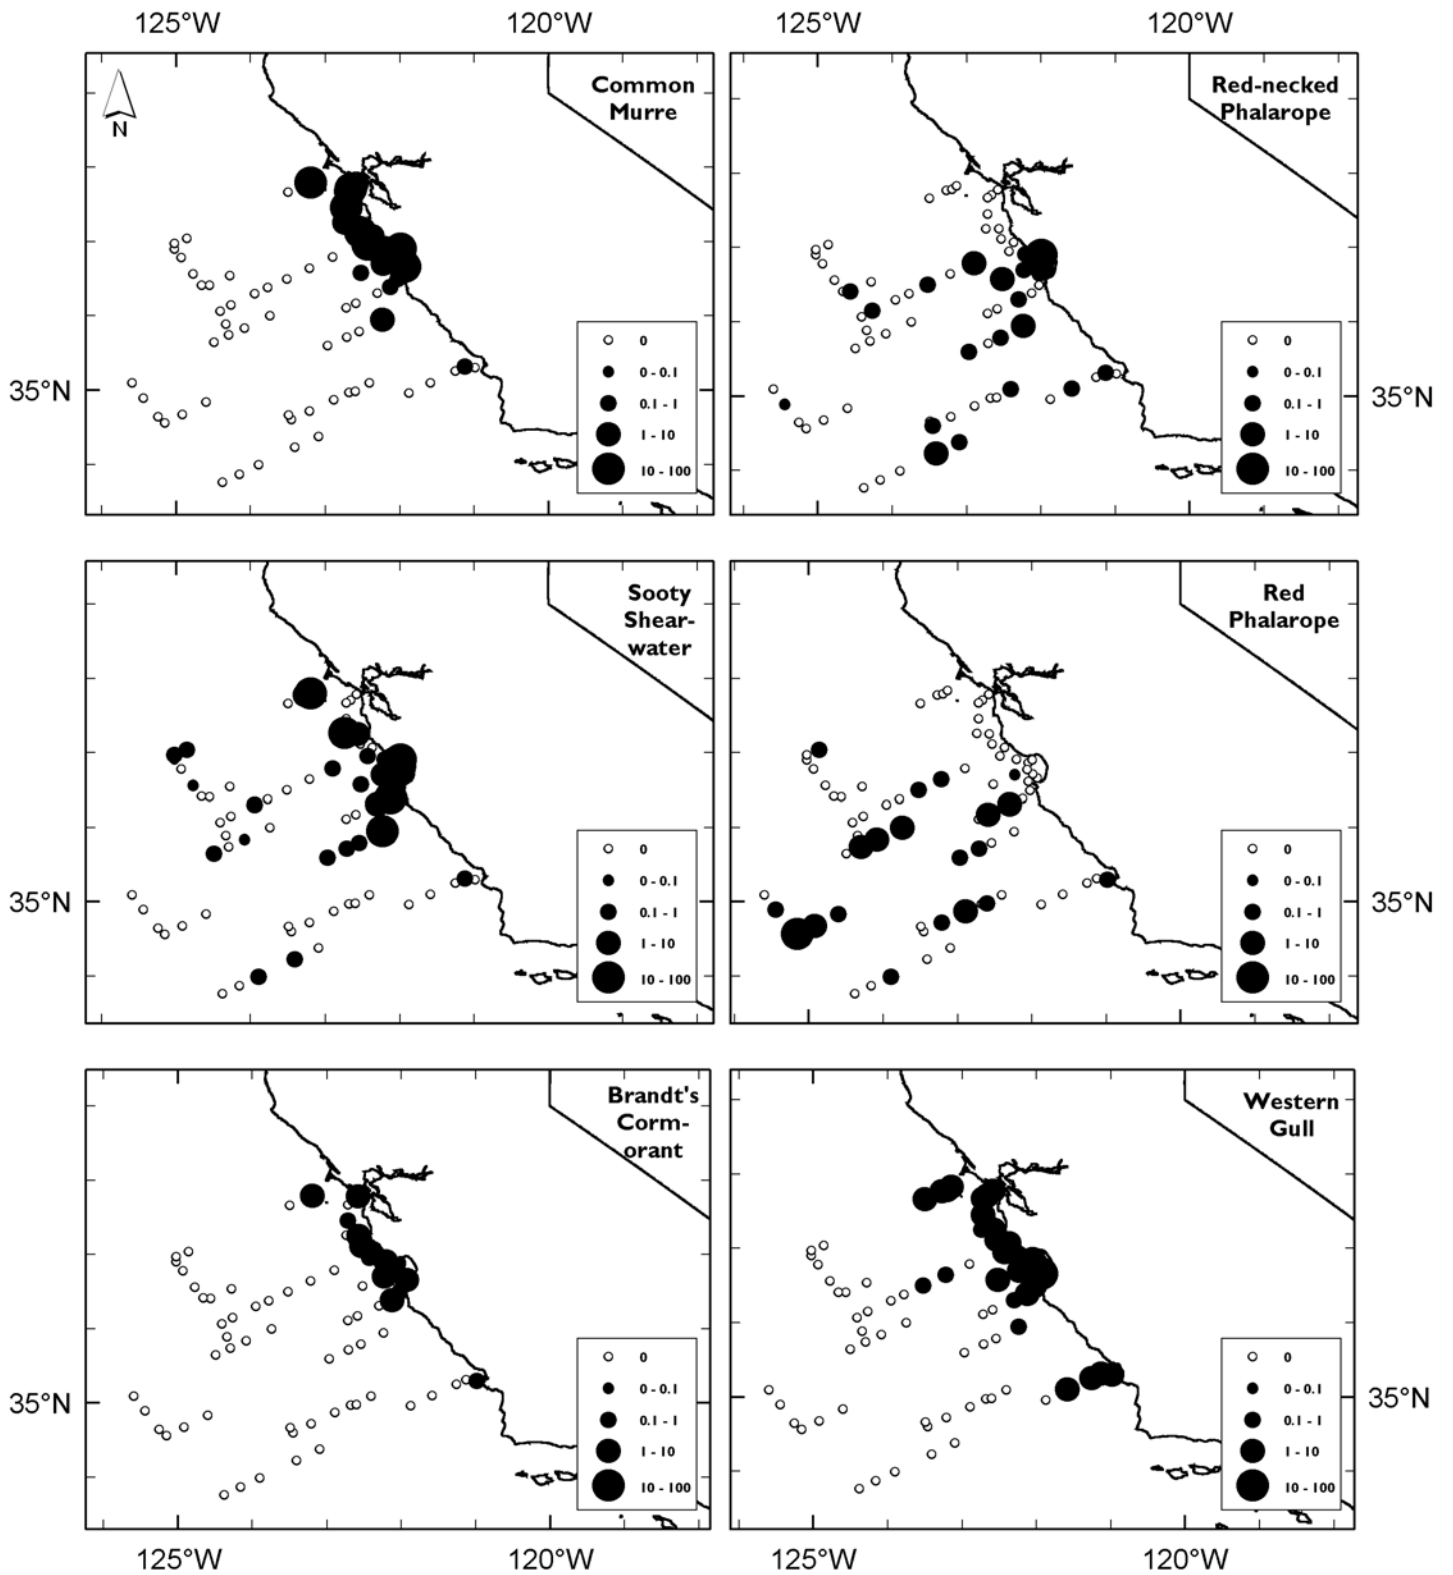 125°W 120°W 125°W 120°W
N
Common
Murre
0
0 - 0.1
0.1 - 1
1 - 10
10 - 100
35°N
Red-necked
Phalarope
0
0 - 0.1
0.1 - 1
1 - 10
10 - 100
35°N
Sooty
Shear-
water
0
0 - 0.1
0.1 - 1
1 - 10
10 - 100
35°N
Red
Phalarope
0
0 - 0.1
0.1 - 1
1 - 10
10 - 100
35°N
Brandt's
Corm-
orant
0
0 - 0.1
0.1 - 1
1 - 10
10 - 100
35°N
Western
Gull
0
0 - 0.1
0.1 - 1
1 - 10
10 - 100
35°N
125°W 120°W 125°W 120°W